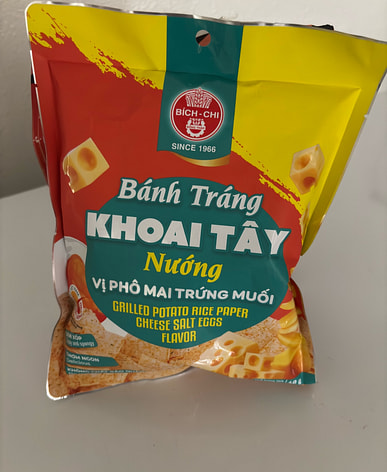 BÍCH-CHI
SINCE 1966
Bánh Tráng
KHOAI TÂY
Nướng
VỊ PHÔ MAI TRỨNG MUỐI
GRILLED POTATO RICE PAPER
CHEESE SALT EGGS
FLAVOR